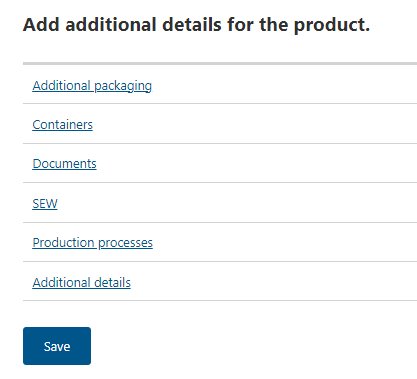 Add additional details for the product.
Additional packaging
Containers
Documents
SEW
Production processes
Additional details
Save